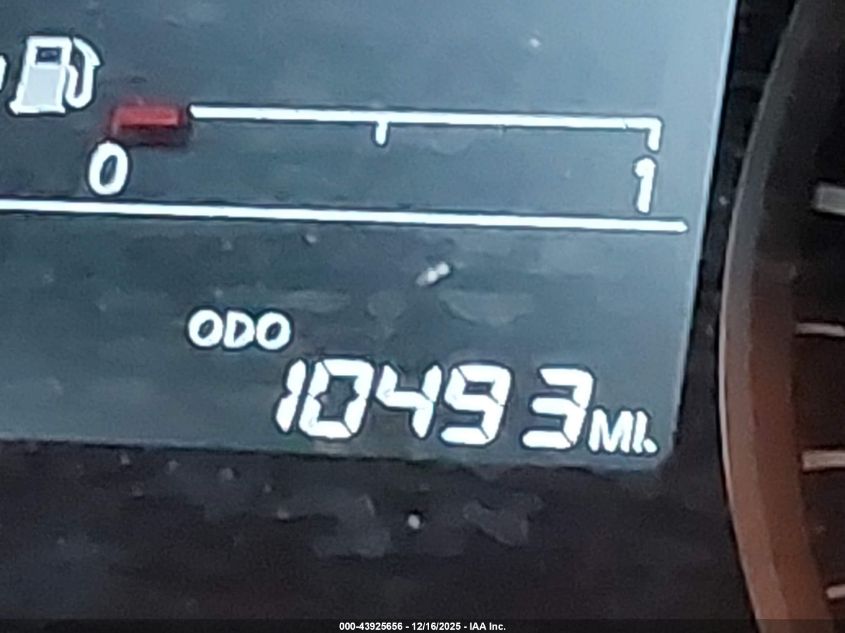 0 1
ODO
10493 MI.
000-43925656 - 12/16/2025 - IAA Inc.